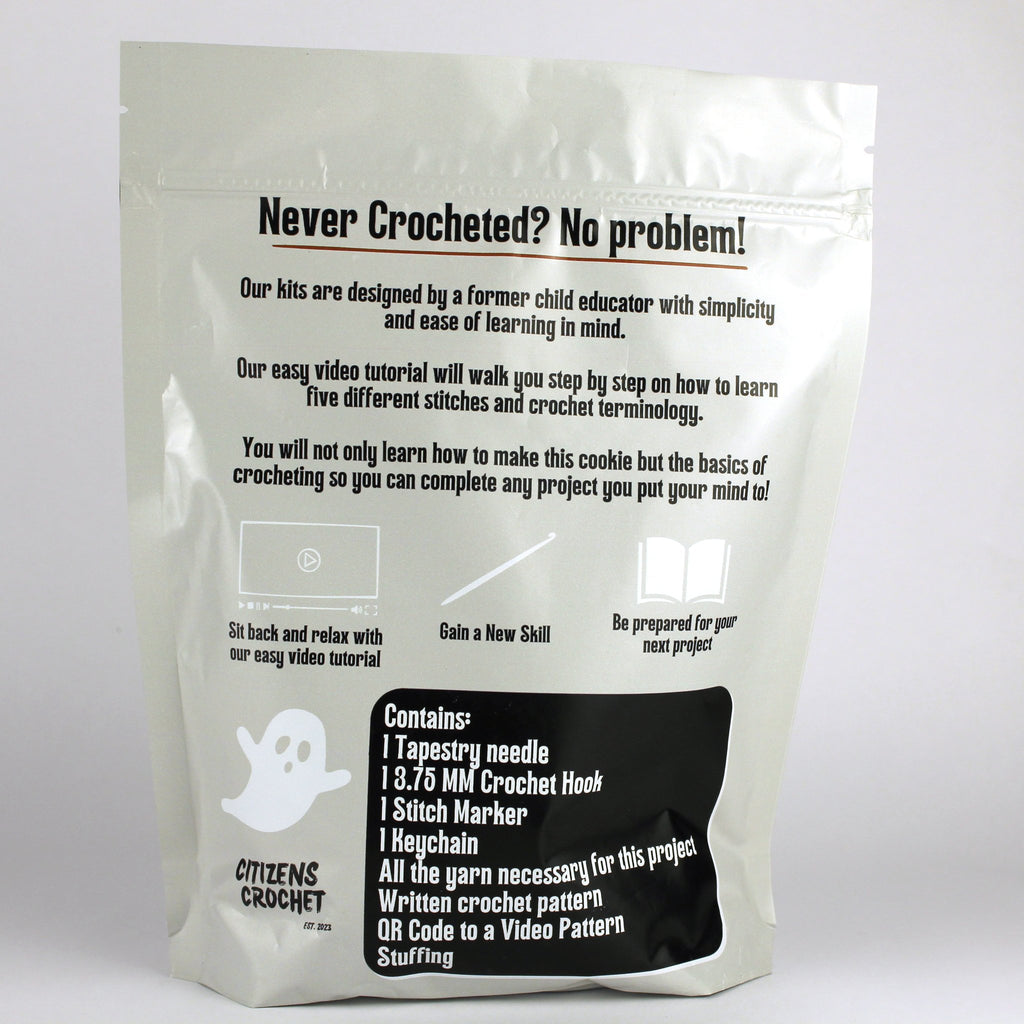 Never Crocheted? No problem!
Our kits are designed by a former child educator with simplicity
and ease of learning in mind.
Our easy video tutorial will walk you step by step on how to learn
five different stitches and crochet terminology.
You will not only learn how to make this cookie but the basics of
crocheting so you can complete any project you put your mind to!
Sit back and relax with
our easy video tutorial
Gain a New Skill
Be prepared for your
next project
Contains:
1 Tapestry needle
1 3.75 MM Crochet Hook
1 Stitch Marker
1 Keychain
All the yarn necessary for this project
Written crochet pattern
QR Code to a Video Pattern
Stuffing
CITIZENS
CROCHET
EST. 2023